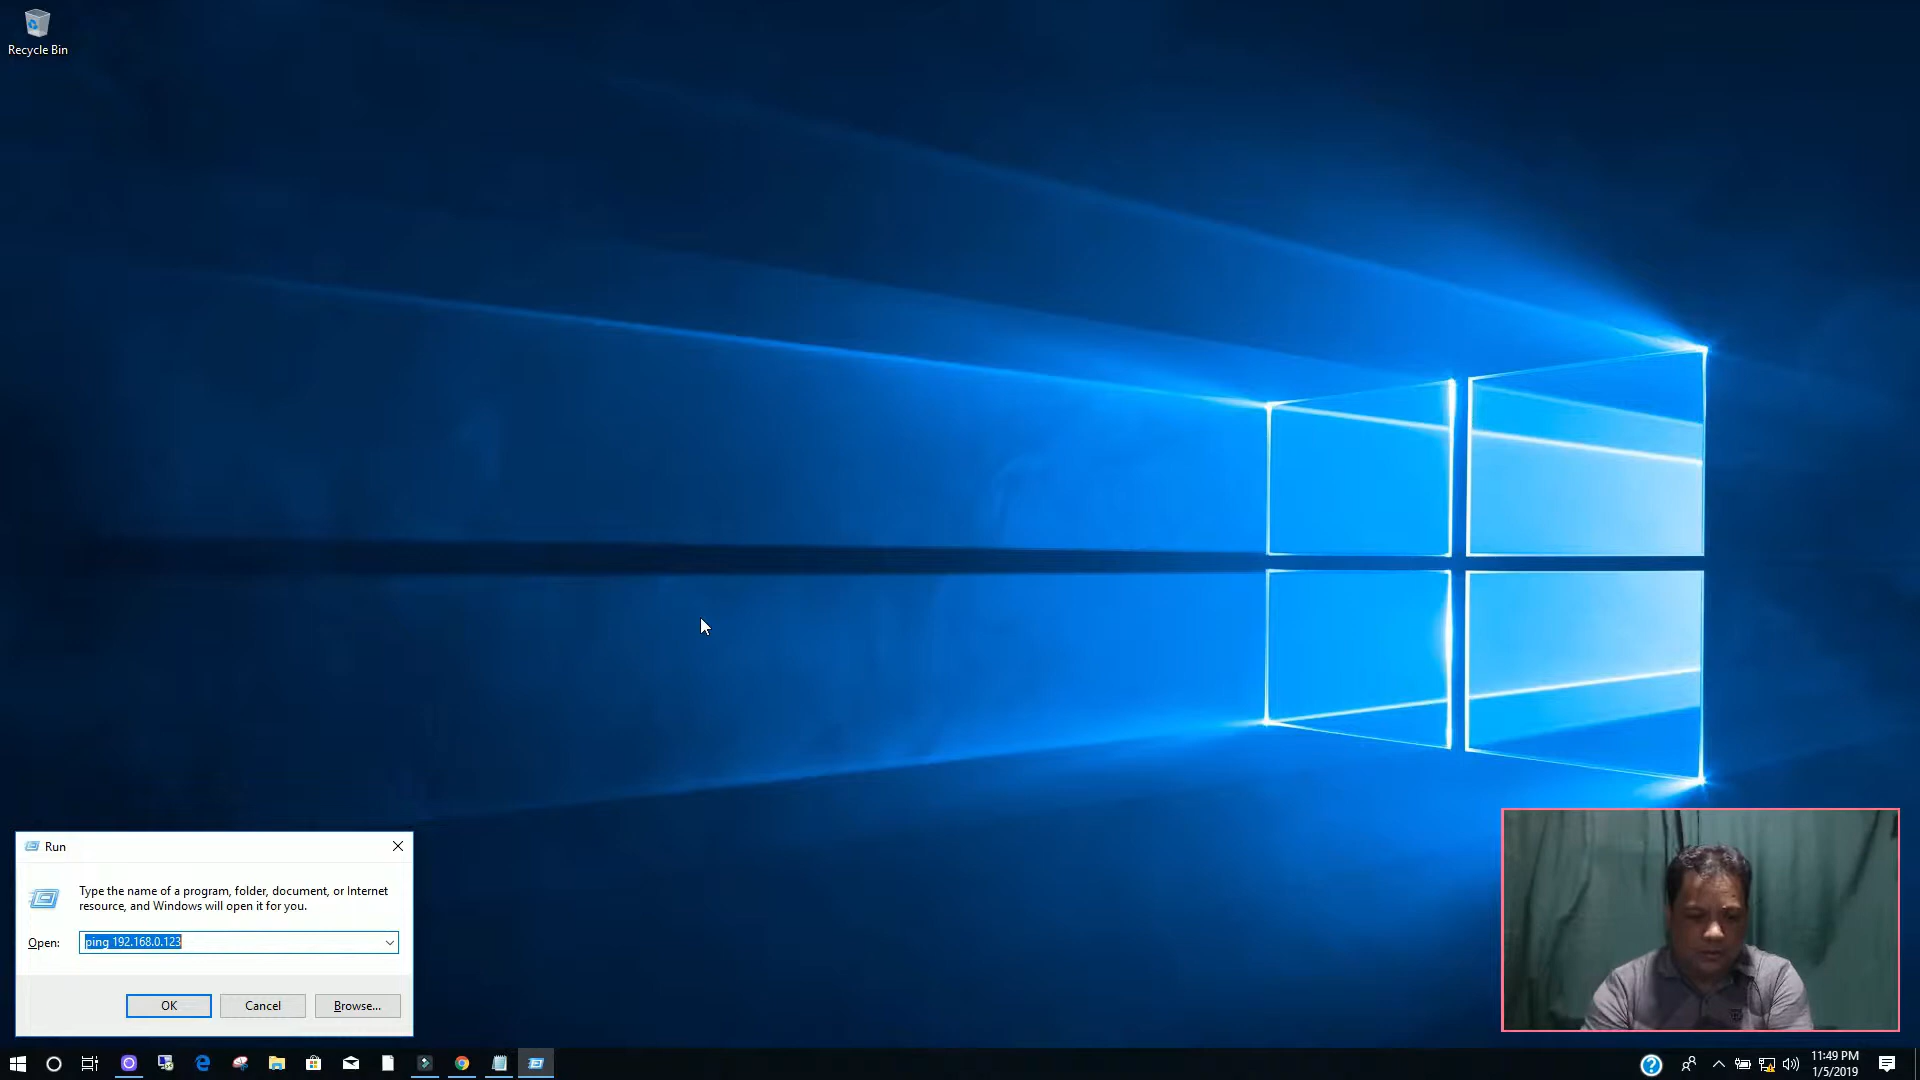 Recycle Bin
Run
Type the name of a program, folder, document, or Internet
resource, and Windows will open it for you.
Open:
ping 192.168.0.123
OK
Cancel
Browse...
11:49 PM
1/5/2019